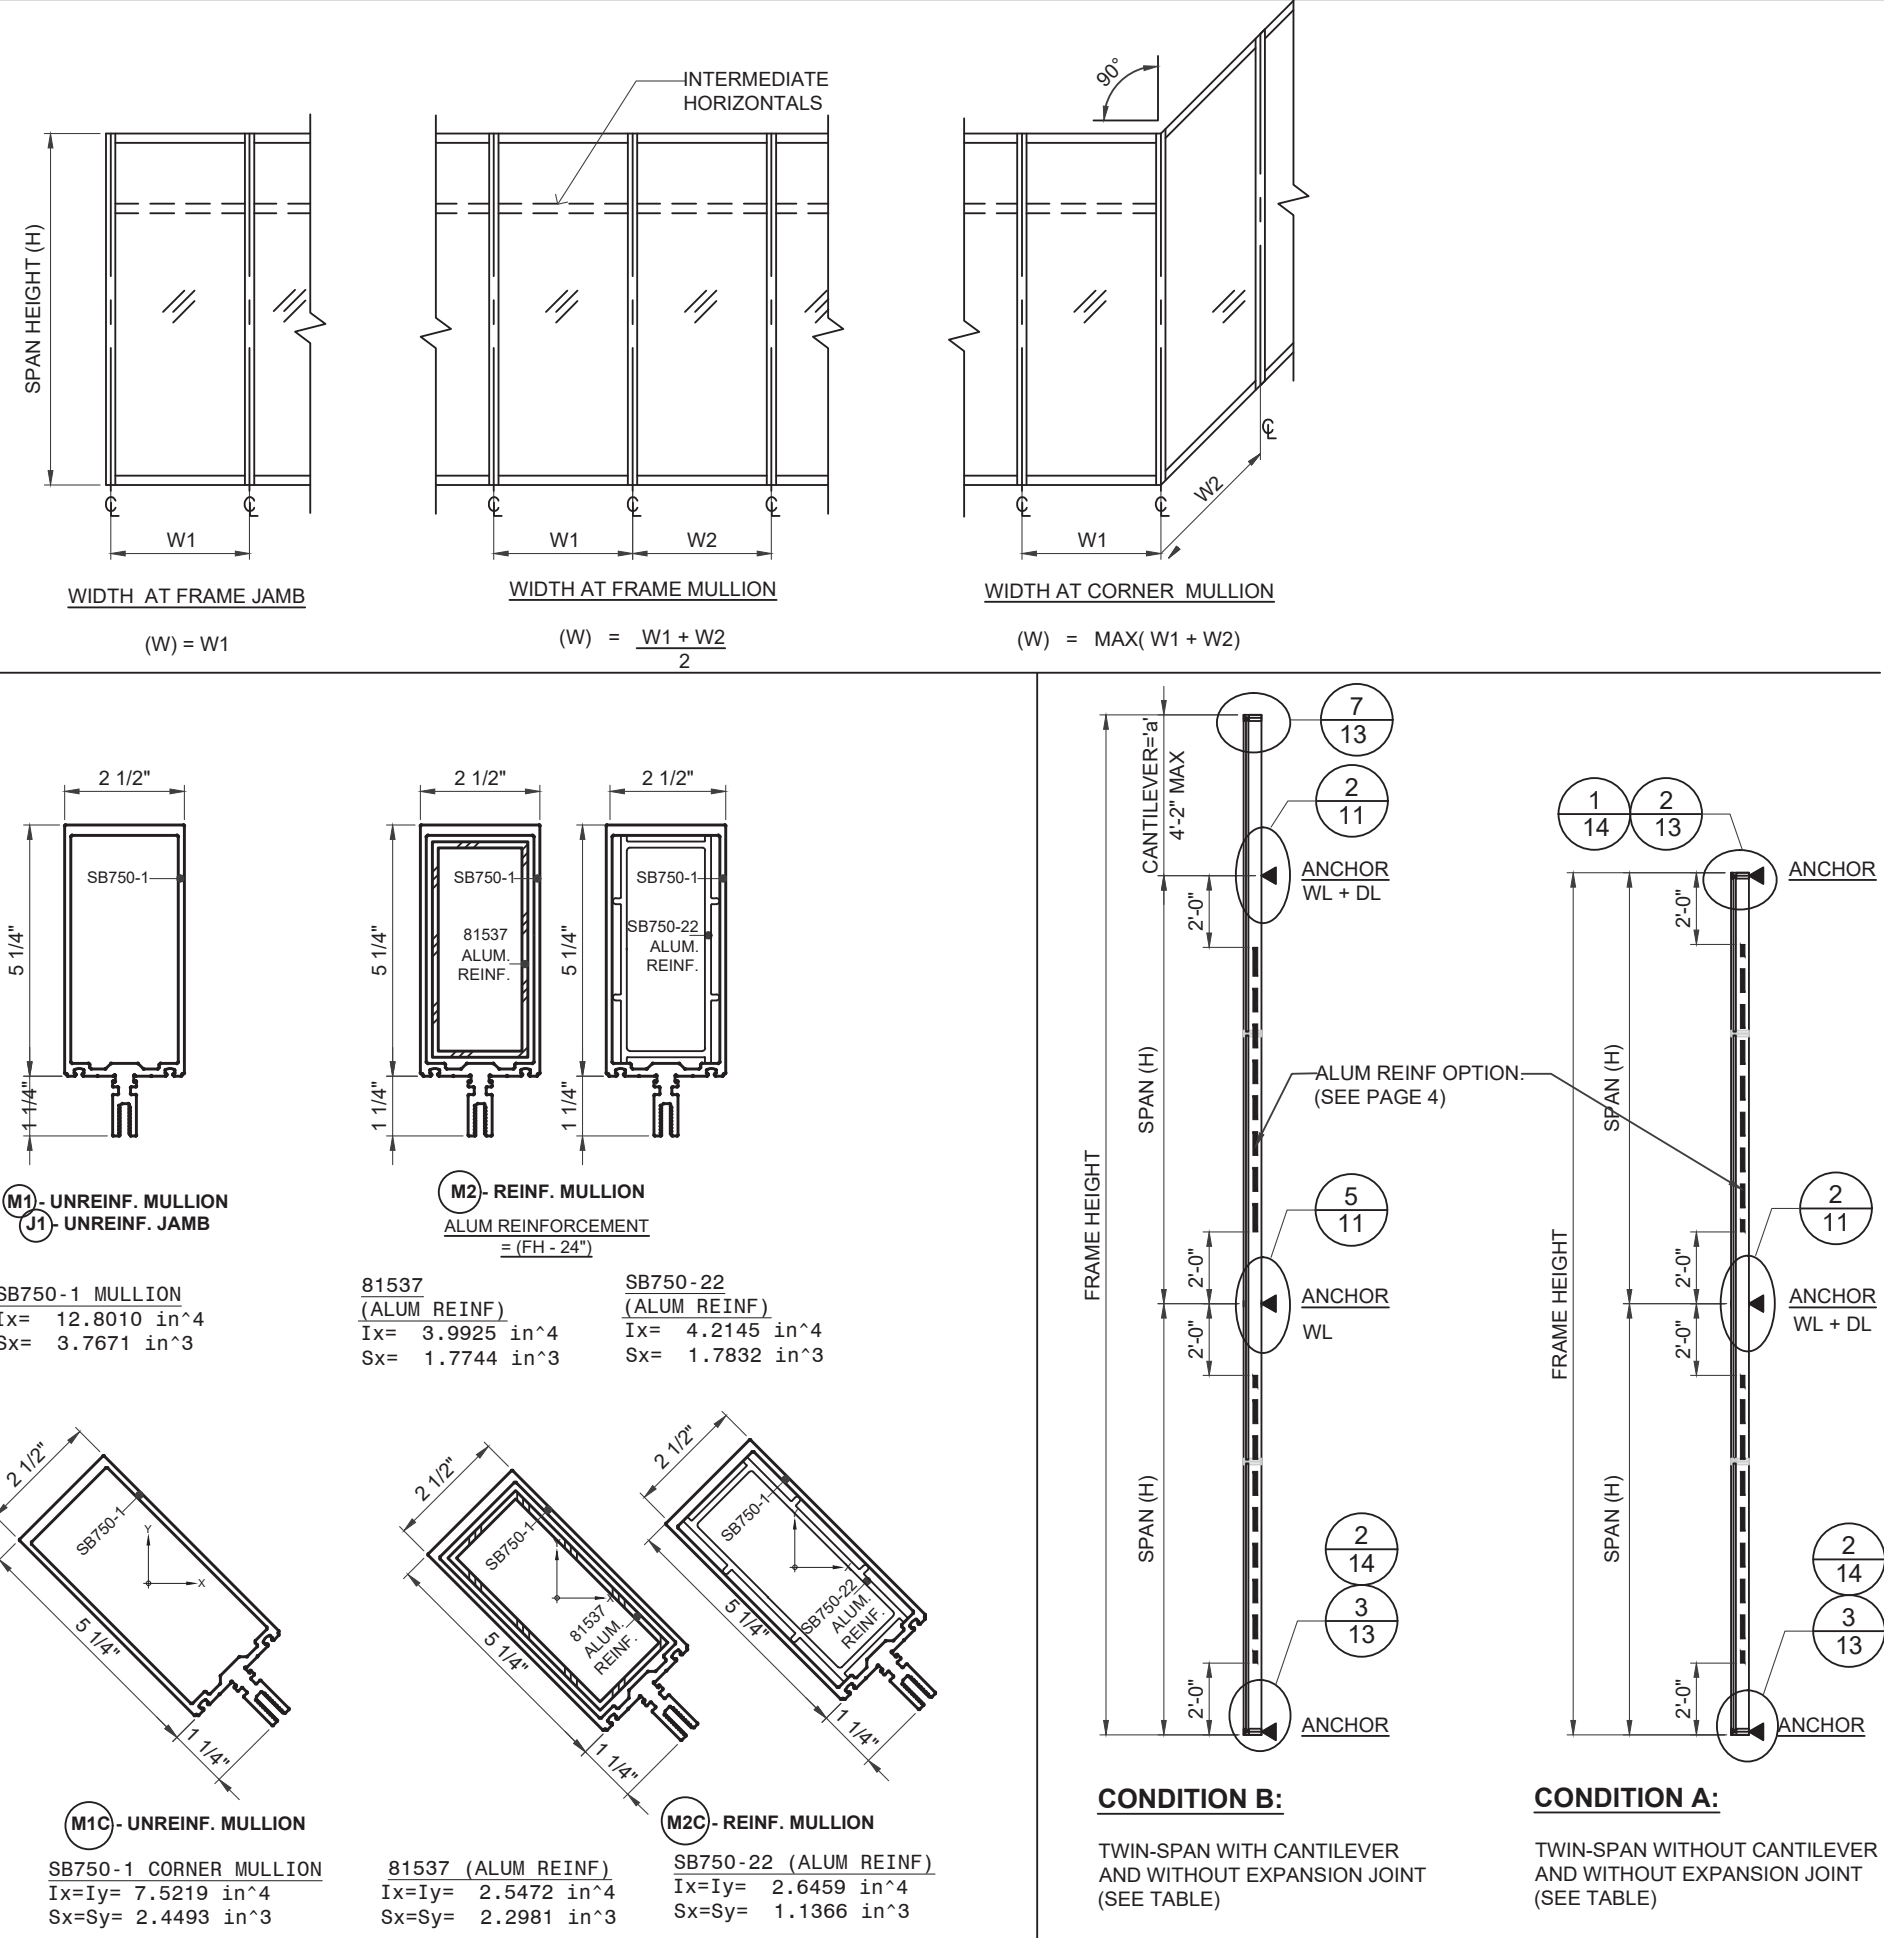 INTERMEDIATE
HORIZONTALS
90°
SPAN HEIGHT (H)
℄
℄
℄
℄
℄
℄
℄
℄
W1
W1
W2
W1
W2
WIDTH AT FRAME JAMB
(W) = W1
WIDTH AT FRAME MULLION
(W) = W1 + W2
2
WIDTH AT CORNER MULLION
(W) = MAX( W1 + W2)
2 1/2"
5 1/4"
1 1/4"
SB750-1
M1 - UNREINF. MULLION
J1 - UNREINF. JAMB
SB750-1 MULLION
Ix= 12.8010 in^4
Sx= 3.7671 in^3
2 1/2"
5 1/4"
1 1/4"
SB750-1
81537
ALUM.
REINF.
2 1/2"
5 1/4"
1 1/4"
SB750-1
SB750-22
ALUM.
REINF.
M2 - REINF. MULLION
ALUM REINFORCEMENT
= (FH - 24")
81537
(ALUM REINF)
Ix= 3.9925 in^4
Sx= 1.7744 in^3
SB750-22
(ALUM REINF)
Ix= 4.2145 in^4
Sx= 1.7832 in^3
2 1/2"
SB750-1
Y
X
5 1/4"
1 1/4"
M1C - UNREINF. MULLION
SB750-1 CORNER MULLION
Ix=Iy= 7.5219 in^4
Sx=Sy= 2.4493 in^3
2 1/2"
SB750-1
81537
ALUM.
REINF.
5 1/4"
1 1/4"
81537 (ALUM REINF)
Ix=Iy= 2.5472 in^4
Sx=Sy= 2.2981 in^3
2 1/2"
SB750-1
SB750-22
ALUM.
REINF.
5 1/4"
1 1/4"
M2C - REINF. MULLION
SB750-22 (ALUM REINF)
Ix=Iy= 2.6459 in^4
Sx=Sy= 1.1366 in^3
7
13
2
11
CANTILEVER='a'
4'-2" MAX
ANCHOR
WL + DL
2'-0"
SPAN (H)
FRAME HEIGHT
ALUM REINF OPTION.
(SEE PAGE 4)
5
11
2'-0"
ANCHOR
WL
2'-0"
SPAN (H)
2
14
3
13
2'-0"
ANCHOR
CONDITION B:
TWIN-SPAN WITH CANTILEVER
AND WITHOUT EXPANSION JOINT
(SEE TABLE)
1
14
2
13
ANCHOR
2'-0"
SPAN (H)
FRAME HEIGHT
2
11
2'-0"
ANCHOR
WL + DL
2'-0"
SPAN (H)
2
14
3
13
2'-0"
ANCHOR
CONDITION A:
TWIN-SPAN WITHOUT CANTILEVER
AND WITHOUT EXPANSION JOINT
(SEE TABLE)